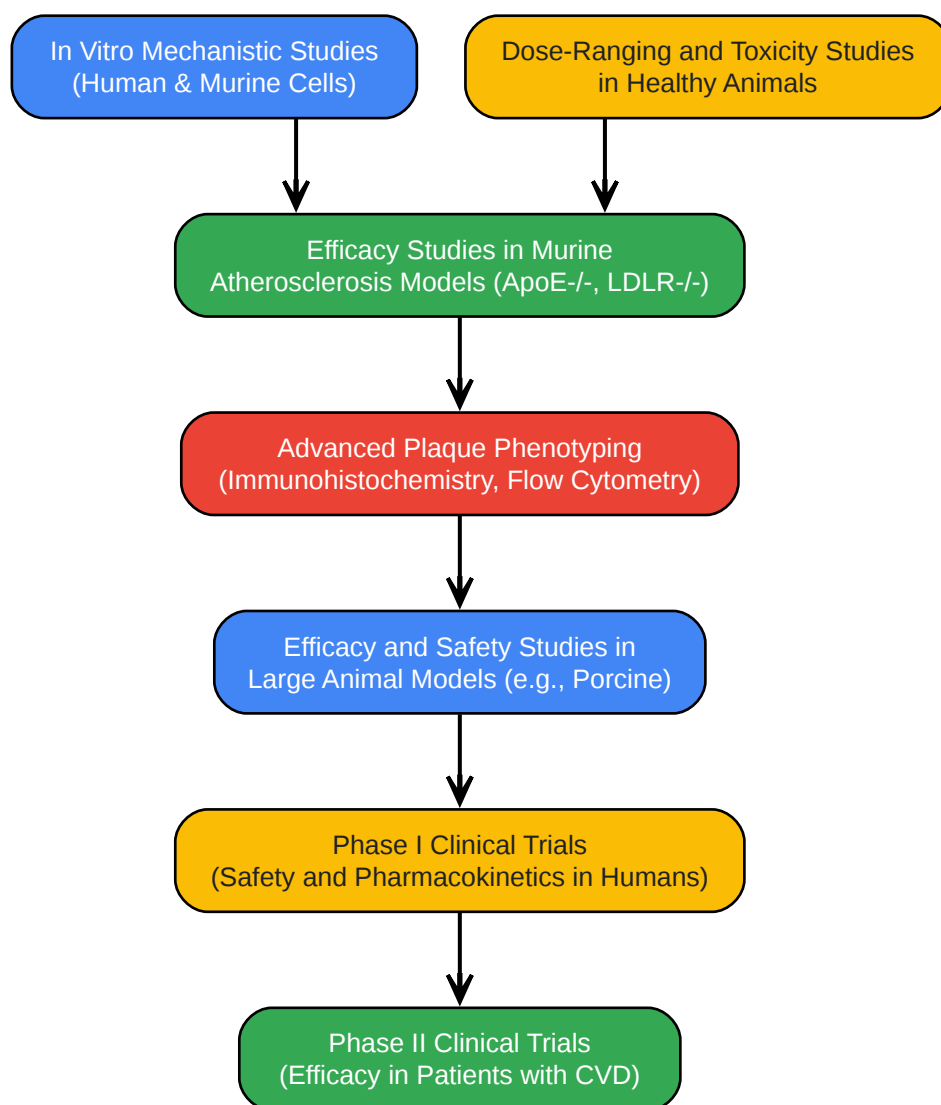 In Vitro Mechanistic Studies
(Human & Murine Cells)
Dose-Ranging and Toxicity Studies
in Healthy Animals
Efficacy Studies in Murine
Atherosclerosis Models (ApoE-/-, LDLR-/-)
Advanced Plaque Phenotyping
(Immunohistochemistry, Flow Cytometry)
Efficacy and Safety Studies in
Large Animal Models (e.g., Porcine)
Phase I Clinical Trials
(Safety and Pharmacokinetics in Humans)
Phase II Clinical Trials
(Efficacy in Patients with CVD)